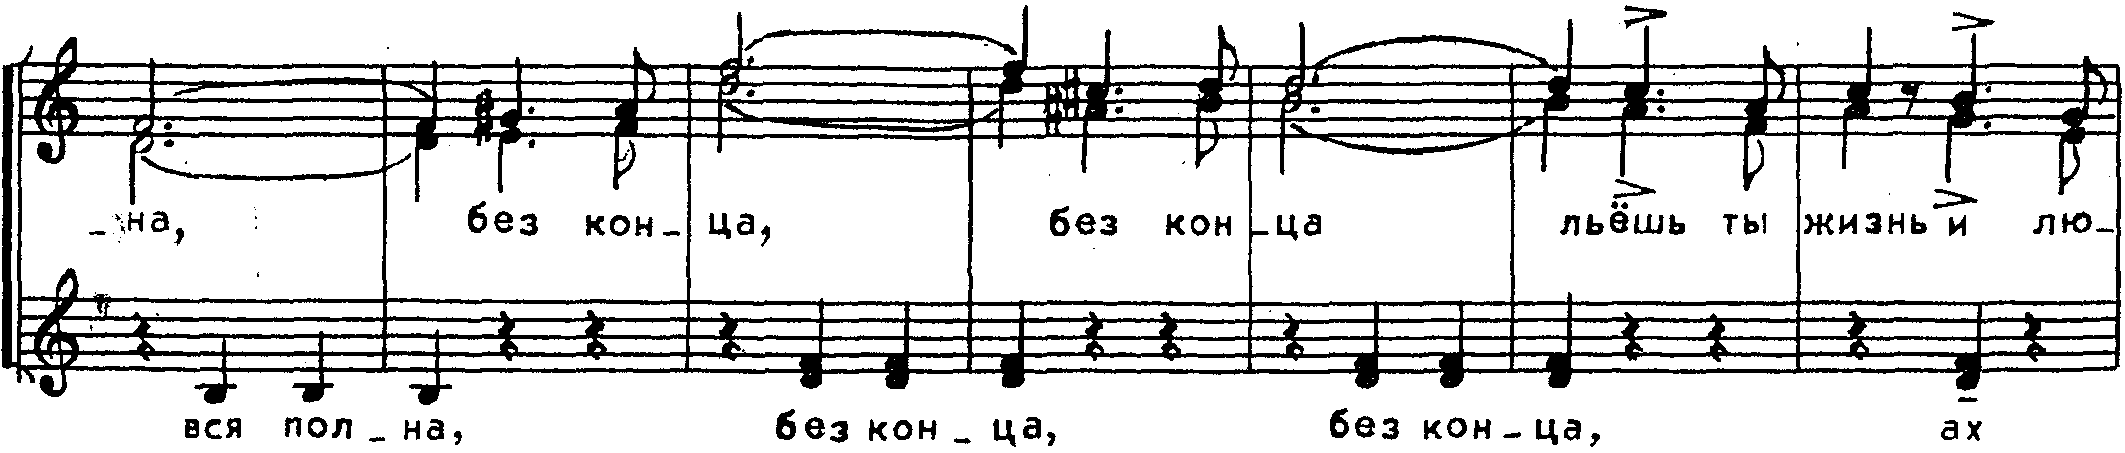 _на, без кон_ца, без кон_ца льёшь ты жизнь и лю_
вся пол_на, без кон_ца, без кон_ца, ах